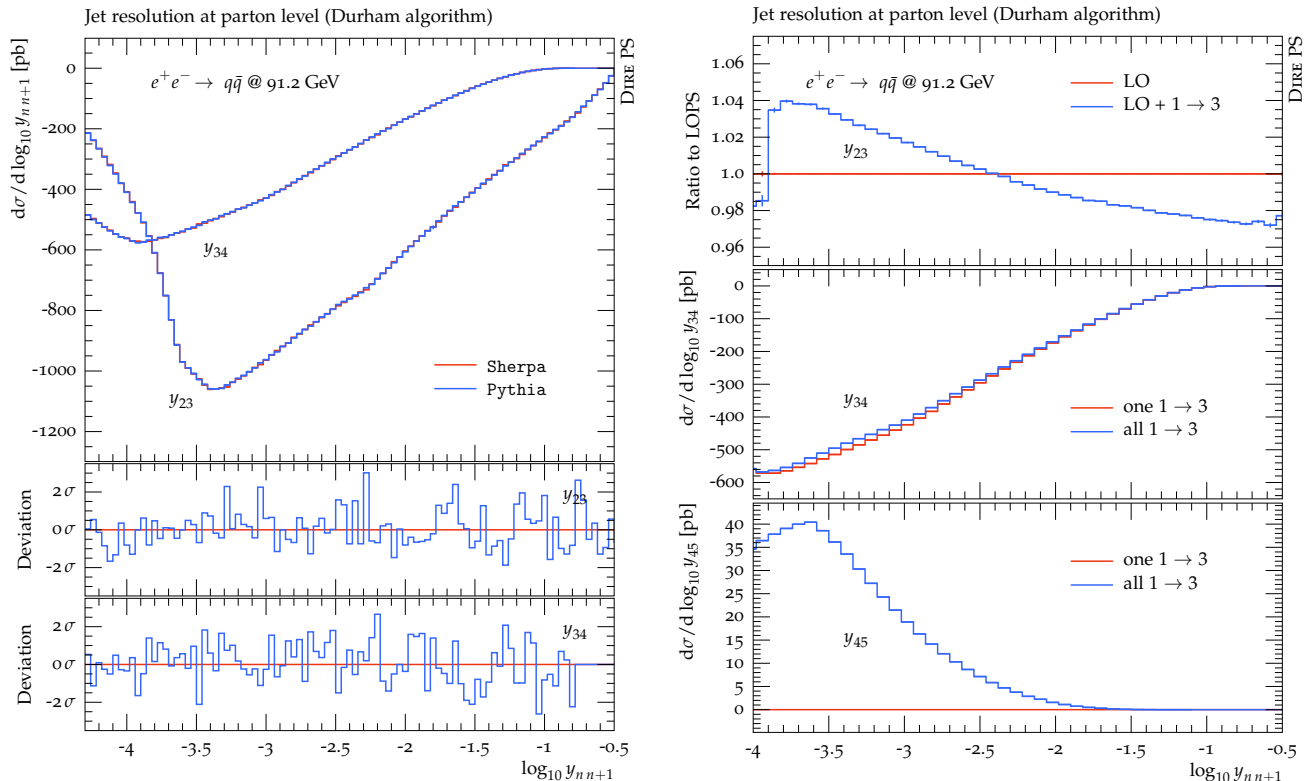 Jet resolution at parton level (Durham algorithm)
e⁺e⁻ → qq̄ @ 91.2 GeV
dσ/d log₁₀ yₙ ₙ₊₁ [pb]
0
-200
-400
-600
-800
-1000
-1200
y₃₄
y₂₃
Sherpa
Pythia
Dire PS
Deviation
2σ
0σ
-2σ
y₂₃
Deviation
2σ
0σ
-2σ
y₃₄
-4 -3.5 -3 -2.5 -2 -1.5 -1 -0.5
log₁₀ yₙ ₙ₊₁
Jet resolution at parton level (Durham algorithm)
e⁺e⁻ → qq̄ @ 91.2 GeV
Ratio to LOPS
1.06
1.04
1.02
1.0
0.98
0.96
LO
LO + 1 → 3
y₂₃
Dire PS
dσ/d log₁₀ y₃₄ [pb]
0
-100
-200
-300
-400
-500
-600
y₃₄
one 1 → 3
all 1 → 3
dσ/d log₁₀ y₄₅ [pb]
40
35
30
25
20
15
10
5
0
one 1 → 3
all 1 → 3
y₄₅
-4 -3.5 -3 -2.5 -2 -1.5 -1 -0.5
log₁₀ yₙ ₙ₊₁